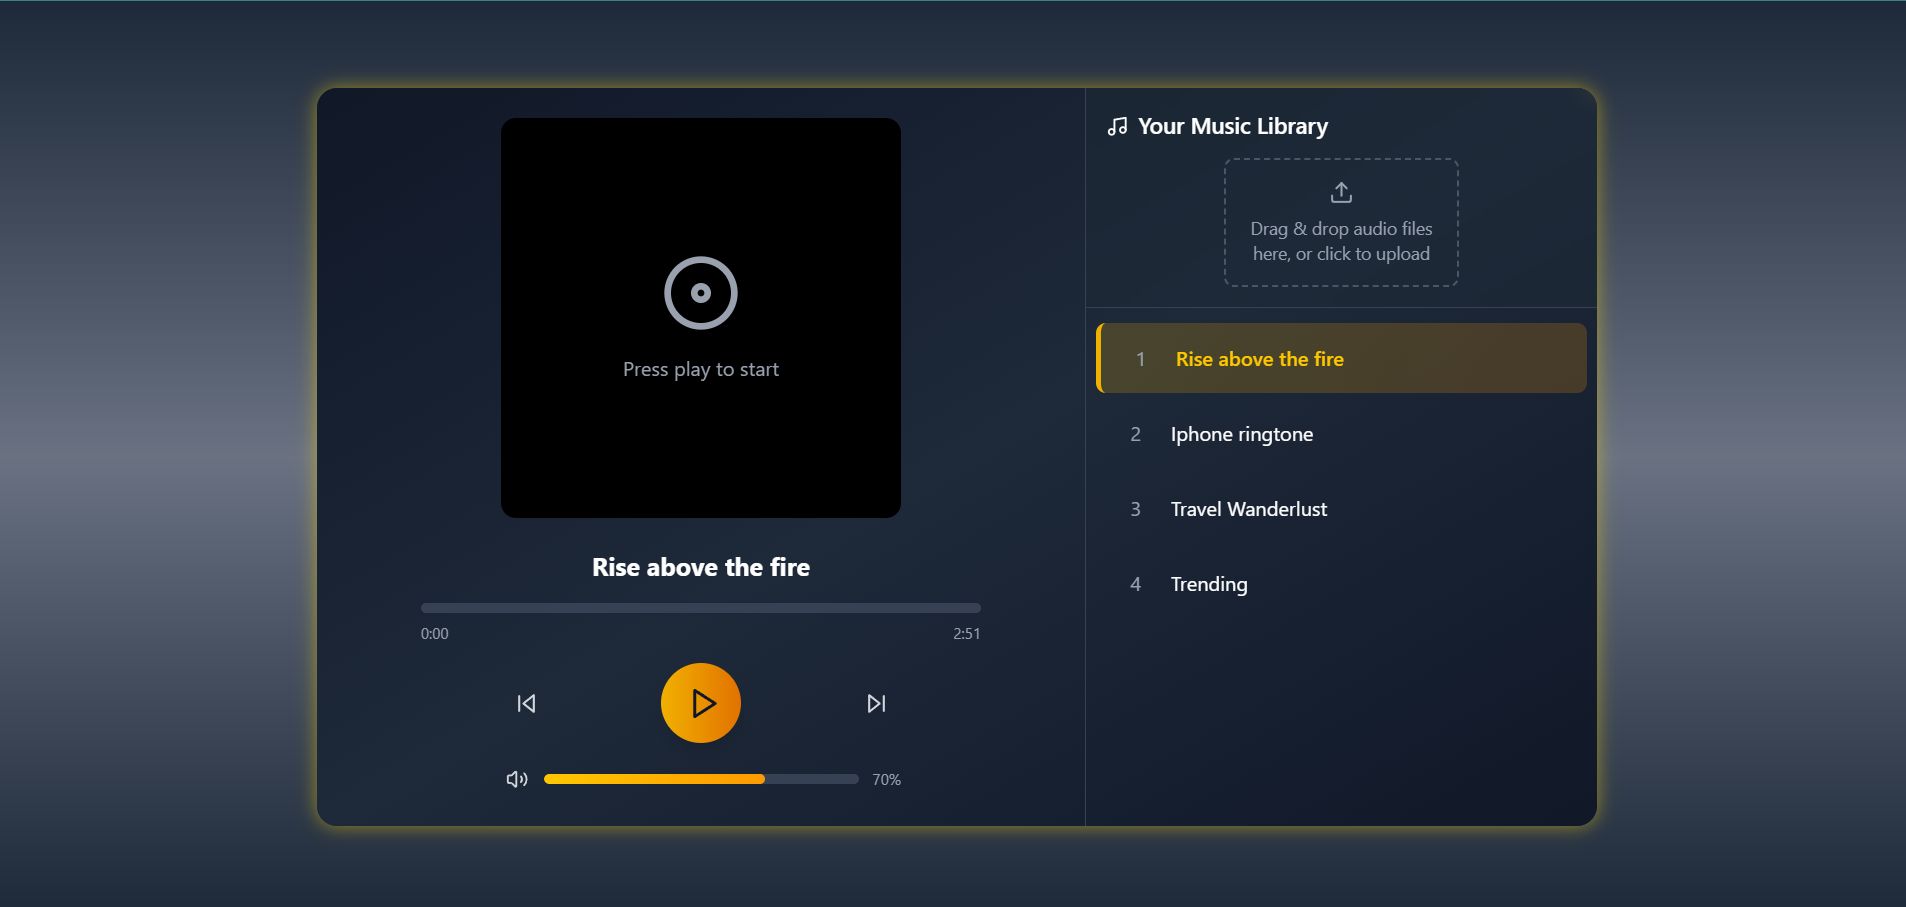 Press play to start
Rise above the fire
0:00
2:51
70%
Your Music Library
Drag & drop audio files
here, or click to upload
1 Rise above the fire
2 Iphone ringtone
3 Travel Wanderlust
4 Trending